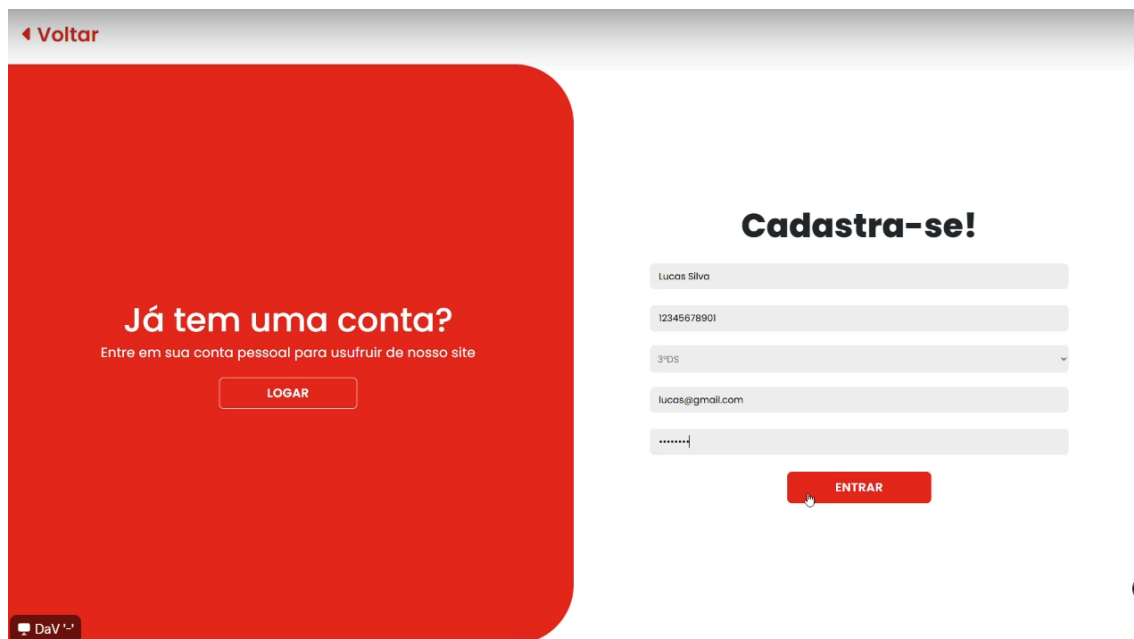 Voltar
Já tem uma conta?
Entre em sua conta pessoal para usufruir de nosso site
LOGAR
Cadastra-se!
Lucas Silva
12345678901
3ºDS
lucas@gmail.com
••••••••
ENTRAR
DaV '-'